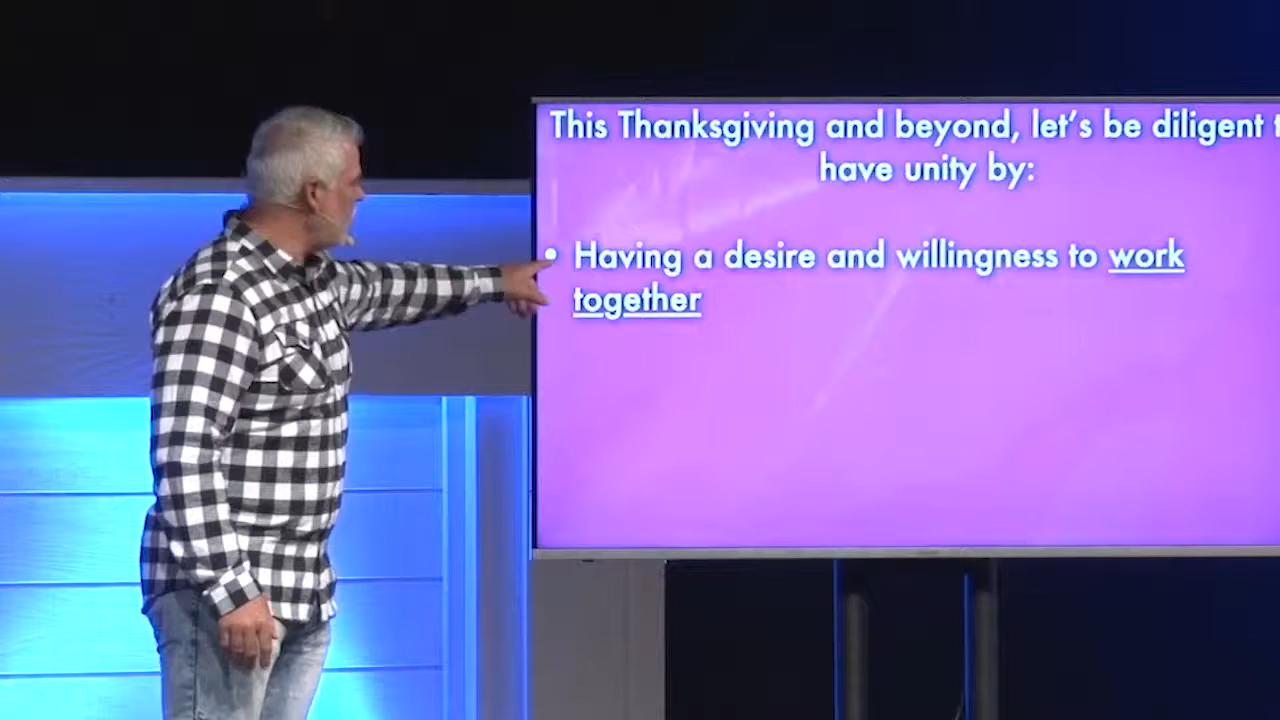 This Thanksgiving and beyond, let's be diligent
have unity by:
• Having a desire and willingness to work
together